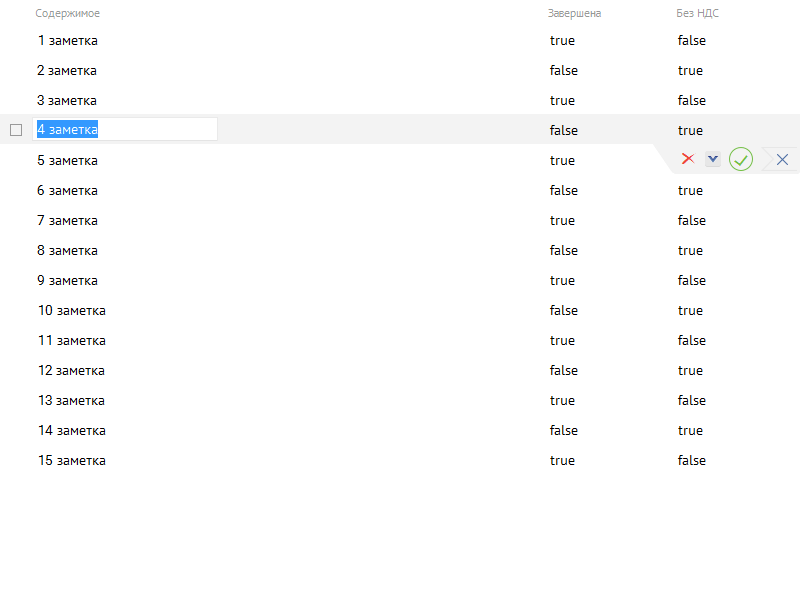 Содержимое Завершена Без НДС
1 заметка true false
2 заметка false true
3 заметка true false
4 заметка false true
5 заметка true
6 заметка false true
7 заметка true false
8 заметка false true
9 заметка true false
10 заметка false true
11 заметка true false
12 заметка false true
13 заметка true false
14 заметка false true
15 заметка true false